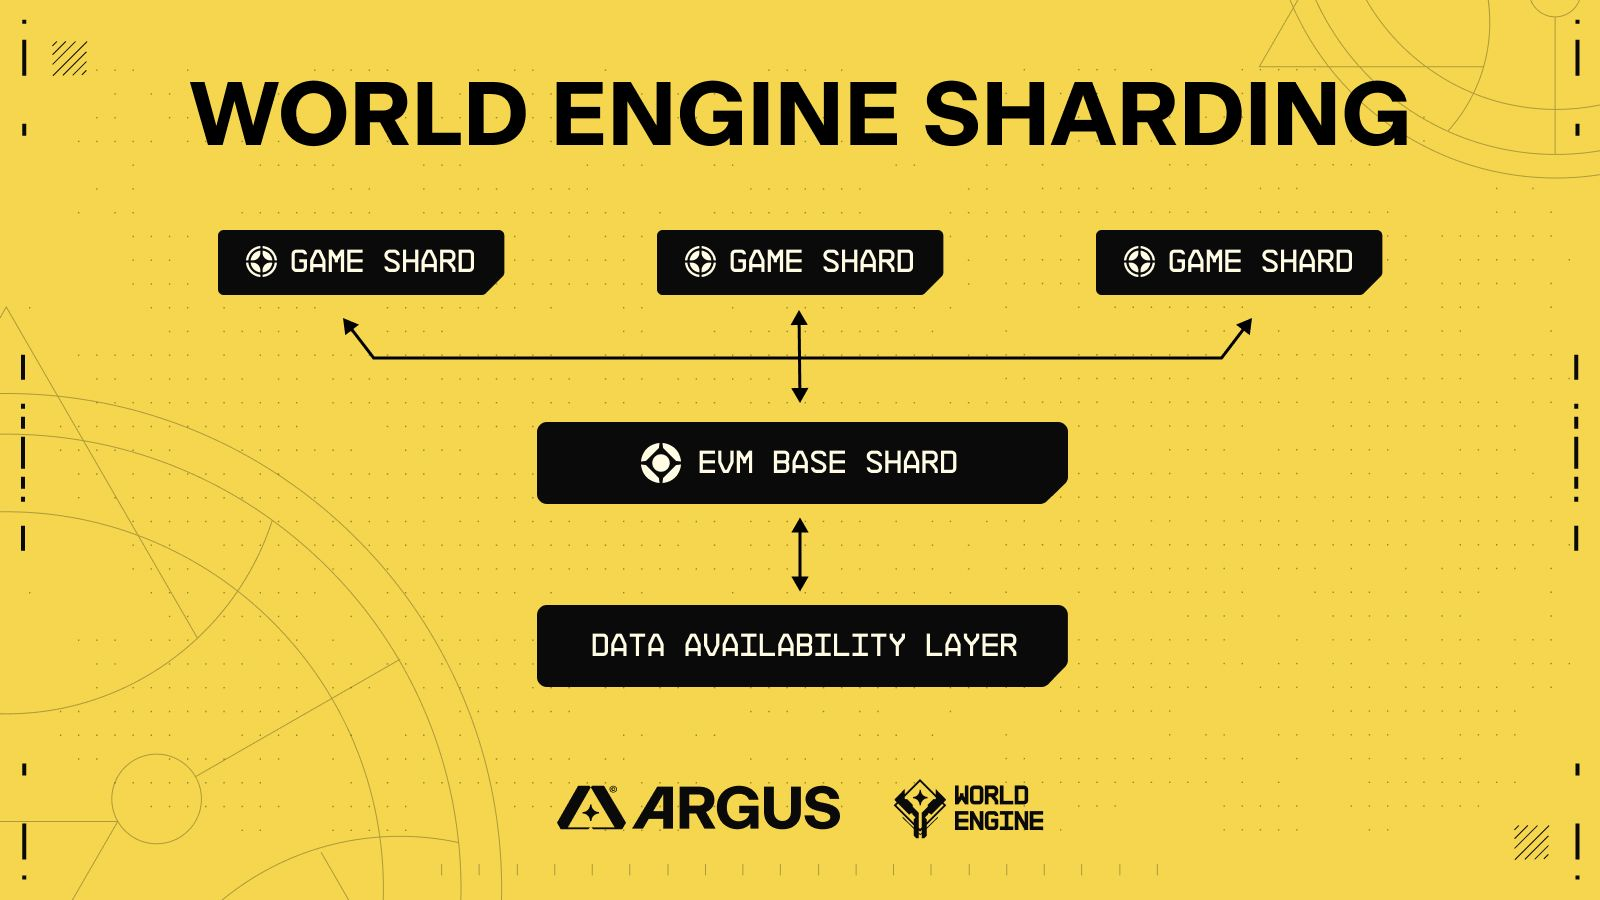 WORLD ENGINE SHARDING
GAME SHARD
GAME SHARD
GAME SHARD
EVM BASE SHARD
DATA AVAILABILITY LAYER
© ARGUS
WORLD
ENGINE